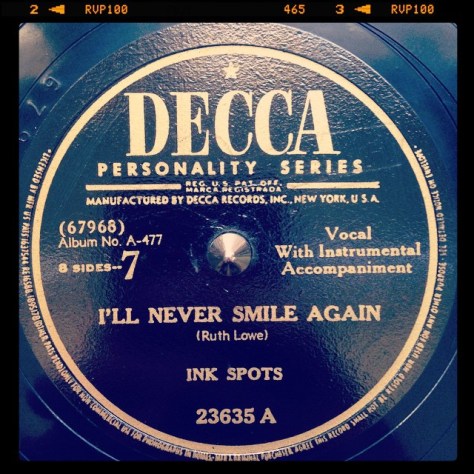 2 RVP100 465 3 RVP100
DECCA
PERSONALITY SERIES
REG. U.S. PAT. OFF.
MARCA REGISTRADA
MANUFACTURED BY DECCA RECORDS, INC., NEW YORK, U S A.
(67968)
Album No. A-477
8 SIDES--7
Vocal
With Instrumental
Accompaniment
I'LL NEVER SMILE AGAIN
(Ruth Lowe)
INK SPOTS
23635 A